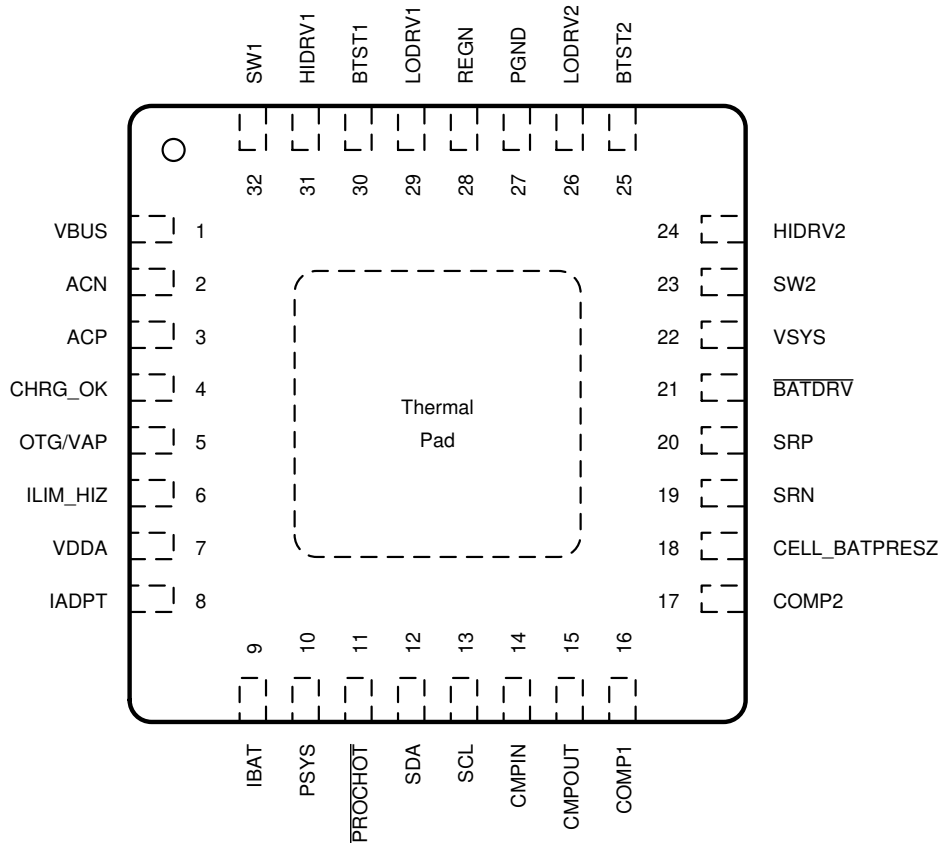 SW1
HIDRV1
BTST1
LODRV1
REGN
PGND
LODRV2
BTST2
32
31
30
29
28
27
26
25
VBUS 1
ACN 2
ACP 3
CHRG_OK 4
OTG/VAP 5
ILIM_HIZ 6
VDDA 7
IADPT 8
Thermal
Pad
24 HIDRV2
23 SW2
22 VSYS
21 BATDRV
20 SRP
19 SRN
18 CELL_BATPRESZ
17 COMP2
9
10
11
12
13
14
15
16
IBAT
PSYS
PROCHOT
SDA
SCL
CMPIN
CMPOUT
COMP1